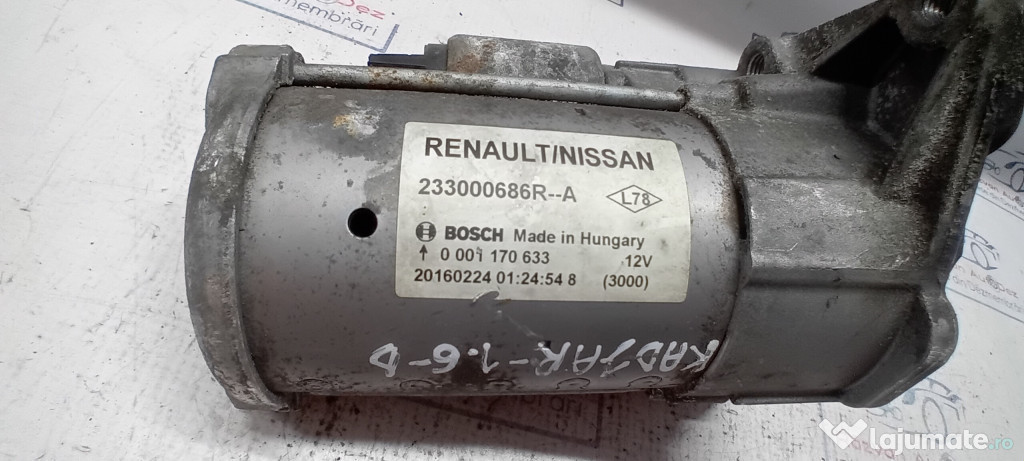 RENAULT/NISSAN
233000686R--A
L78
BOSCH Made in Hungary
0 001 170 633 12V
20160224 01:24:54 8 (3000)
KADJAR-1.6-D
lajumate.ro
membrări